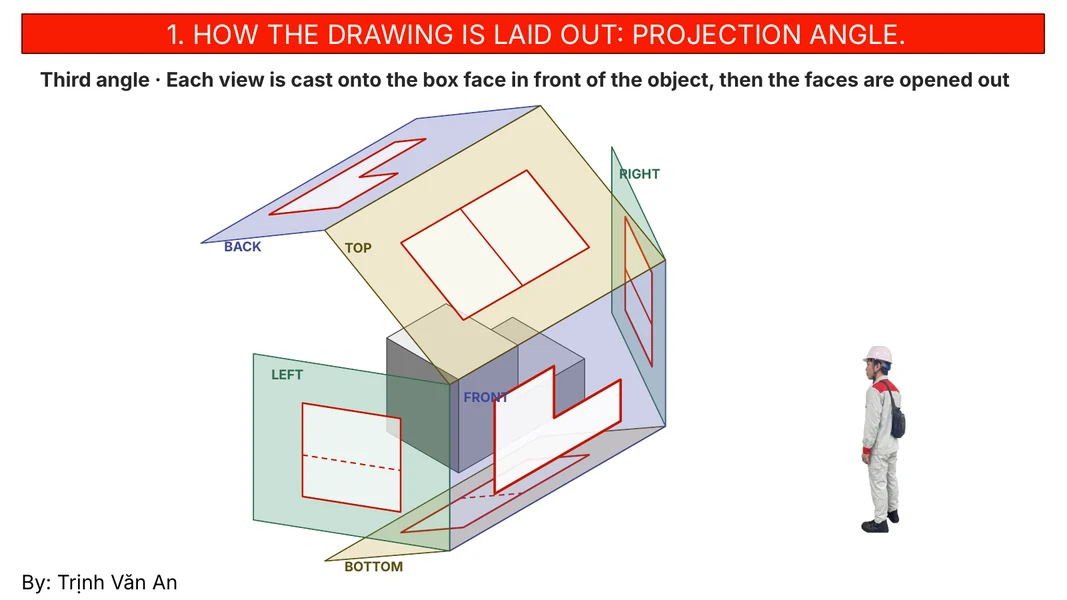 1. HOW THE DRAWING IS LAID OUT: PROJECTION ANGLE.
Third angle · Each view is cast onto the box face in front of the object, then the faces are opened out
RIGHT
BACK
TOP
LEFT
FRONT
BOTTOM
By: Trịnh Văn An